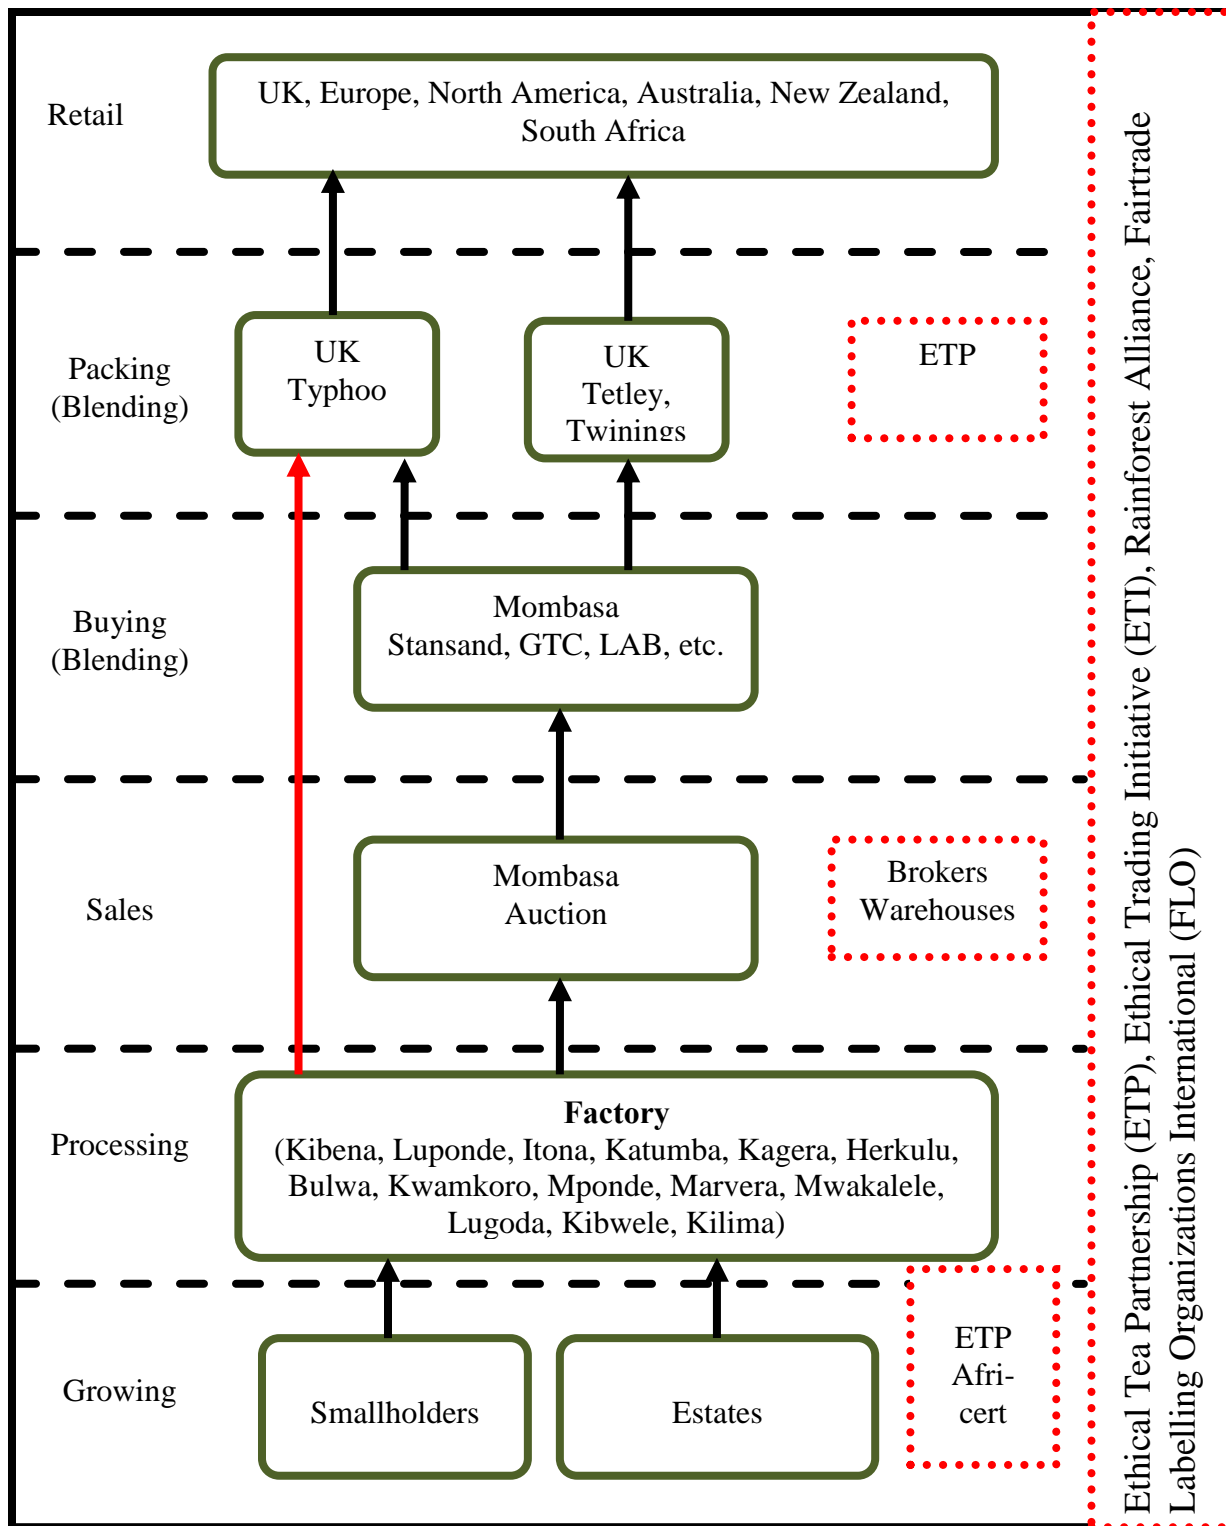 Retail
UK, Europe, North America, Australia, New Zealand,
South Africa
Packing
(Blending)
UK
Typhoo
UK
Tetley,
Twinings
ETP
Buying
(Blending)
Mombasa
Stansand, GTC, LAB, etc.
Sales
Mombasa
Auction
Brokers
Warehouses
Processing
Factory
(Kibena, Luponde, Itona, Katumba, Kagera, Herkulu,
Bulwa, Kwamkoro, Mponde, Marvera, Mwakalele,
Lugoda, Kibwele, Kilima)
Growing
Smallholders
Estates
ETP
Afri-
cert
Ethical Tea Partnership (ETP), Ethical Trading Initiative (ETI), Rainforest Alliance, Fairtrade
Labelling Organizations International (FLO)